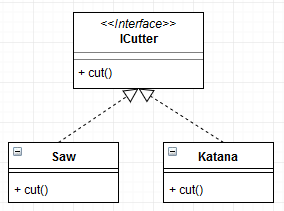 <<Interface>>
ICutter
+ cut()
Saw
+ cut()
Katana
+ cut()